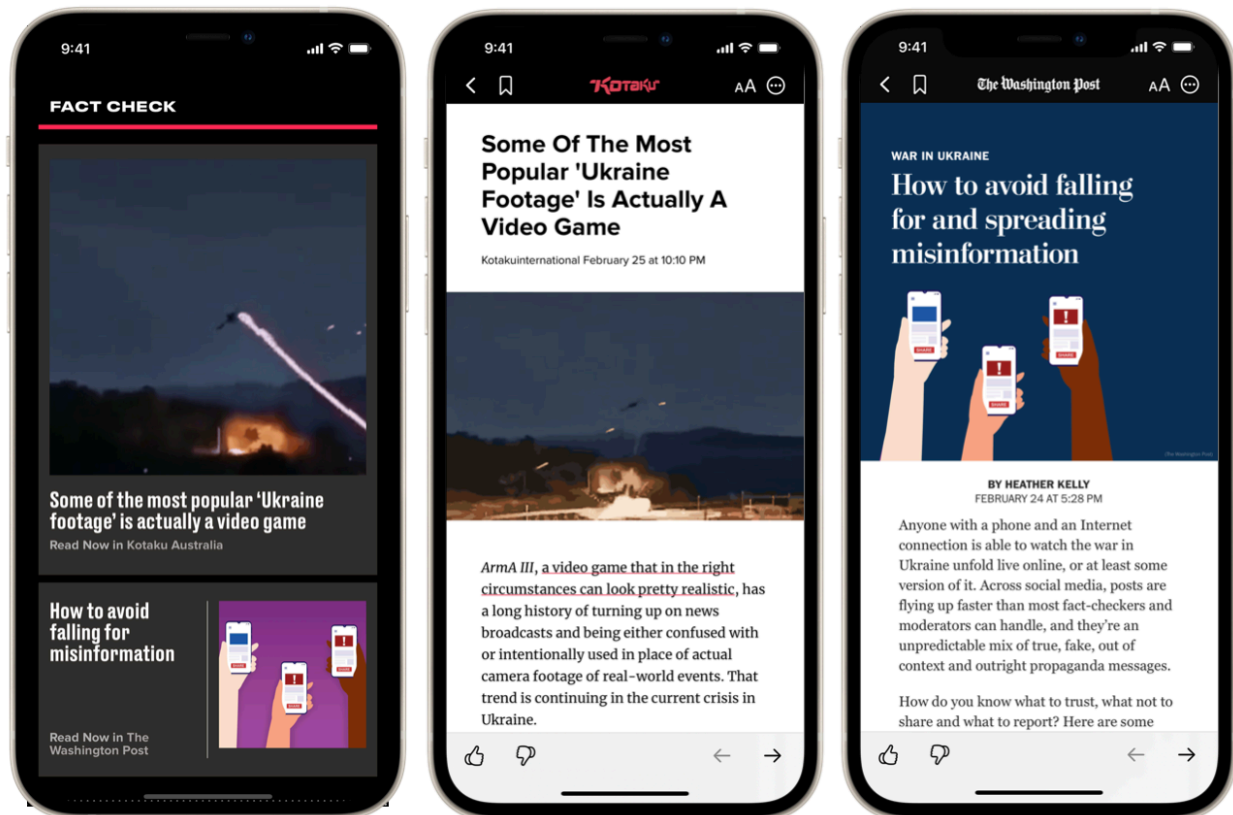 9:41
FACT CHECK
Some of the most popular ‘Ukraine
footage’ is actually a video game
Read Now in Kotaku Australia
How to avoid
falling for
misinformation
Read Now in The
Washington Post
SHARE
!
SHARE
!
SHARE
9:41
KOTAKU
AA
Some Of The Most
Popular 'Ukraine
Footage' Is Actually A
Video Game
Kotakuinternational February 25 at 10:10 PM
ArmA III, a video game that in the right
circumstances can look pretty realistic, has
a long history of turning up on news
broadcasts and being either confused with
or intentionally used in place of actual
camera footage of real-world events. That
trend is continuing in the current crisis in
Ukraine.
9:41
The Washington Post
AA
WAR IN UKRAINE
How to avoid falling
for and spreading
misinformation
SHARE
!
SHARE
!
SHARE
(The Washington Post)
BY HEATHER KELLY
FEBRUARY 24 AT 5:28 PM
Anyone with a phone and an Internet
connection is able to watch the war in
Ukraine unfold live online, or at least some
version of it. Across social media, posts are
flying up faster than most fact-checkers and
moderators can handle, and they’re an
unpredictable mix of true, fake, out of
context and outright propaganda messages.
How do you know what to trust, what not to
share and what to report? Here are some